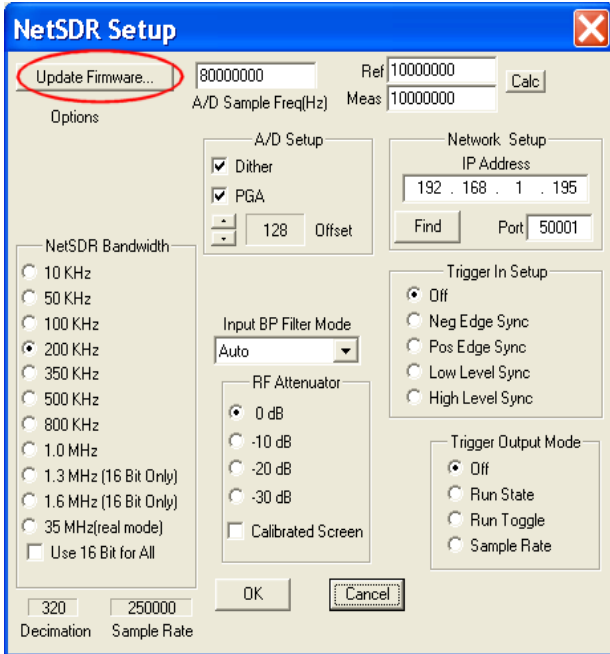 NetSDR Setup
Update Firmware...
80000000
A/D Sample Freq(Hz)
Ref 10000000
Meas 10000000
Calc
Options
A/D Setup
Dither
PGA
128 Offset
Network Setup
IP Address
192 . 168 . 1 . 195
Find
Port 50001
NetSDR Bandwidth
10 KHz
50 KHz
100 KHz
200 KHz
350 KHz
500 KHz
800 KHz
1.0 MHz
1.3 MHz (16 Bit Only)
1.6 MHz (16 Bit Only)
35 MHz(real mode)
Use 16 Bit for All
320
Decimation
250000
Sample Rate
Input BP Filter Mode
Auto
RF Attenuator
0 dB
-10 dB
-20 dB
-30 dB
Calibrated Screen
Trigger In Setup
Off
Neg Edge Sync
Pos Edge Sync
Low Level Sync
High Level Sync
Trigger Output Mode
Off
Run State
Run Toggle
Sample Rate
OK
Cancel